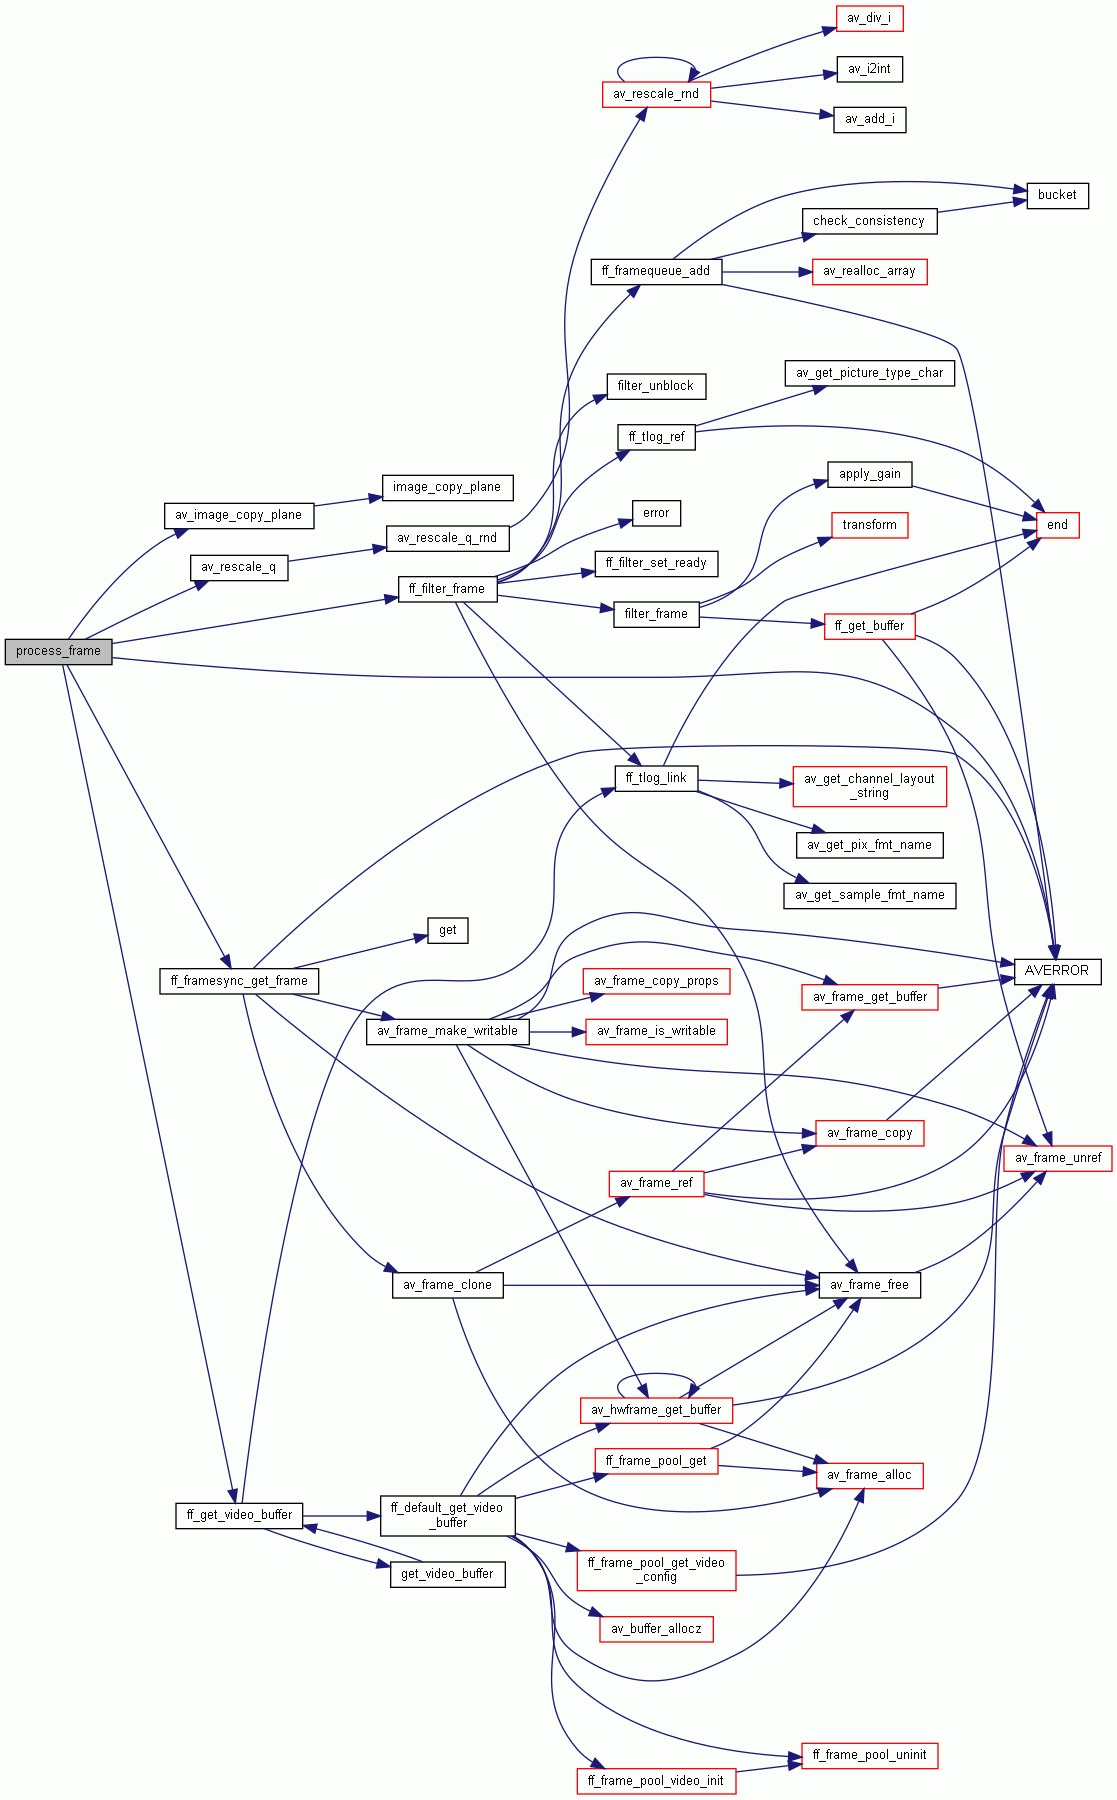 av_div_i
av_i2int
av_rescale_rnd
av_add_i
bucket
check_consistency
ff_framequeue_add
av_realloc_array
av_get_picture_type_char
filter_unblock
ff_tlog_ref
apply_gain
image_copy_plane
av_image_copy_plane
error
transform
end
av_rescale_q_rnd
av_rescale_q
ff_filter_set_ready
ff_filter_frame
filter_frame
ff_get_buffer
process_frame
ff_tlog_link
av_get_channel_layout
_string
av_get_pix_fmt_name
av_get_sample_fmt_name
get
ff_framesync_get_frame
av_frame_copy_props
av_frame_get_buffer
AVERROR
av_frame_make_writable
av_frame_is_writable
av_frame_copy
av_frame_unref
av_frame_ref
av_frame_clone
av_frame_free
av_hwframe_get_buffer
ff_frame_pool_get
av_frame_alloc
ff_get_video_buffer
ff_default_get_video
_buffer
get_video_buffer
ff_frame_pool_get_video
_config
av_buffer_allocz
ff_frame_pool_uninit
ff_frame_pool_video_init